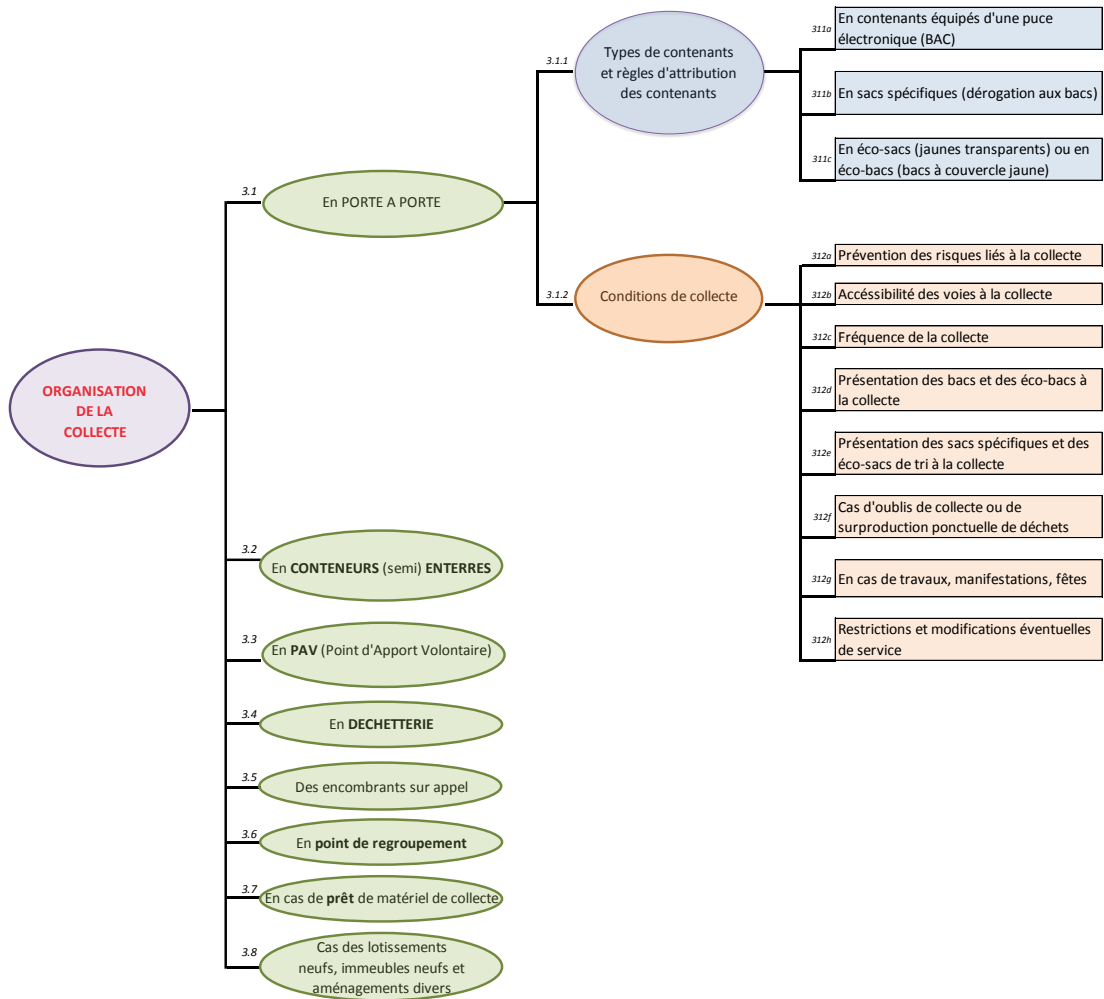 ORGANISATION
DE LA
COLLECTE
3.1
En PORTE A PORTE
3.1.1
Types de contenants
et règles d'attribution
des contenants
311a
En contenants équipés d'une puce
électronique (BAC)
311b
En sacs spécifiques (dérogation aux bacs)
311c
En éco-sacs (jaunes transparents) ou en
éco-bacs (bacs à couvercle jaune)
3.1.2
Conditions de collecte
312a
Prévention des risques liés à la collecte
312b
Accéssibilité des voies à la collecte
312c
Fréquence de la collecte
312d
Présentation des bacs et des éco-bacs à
la collecte
312e
Présentation des sacs spécifiques et des
éco-sacs de tri à la collecte
312f
Cas d'oublis de collecte ou de
surproduction ponctuelle de déchets
312g
En cas de travaux, manifestations, fêtes
312h
Restrictions et modifications éventuelles
de service
3.2
En CONTENEURS (semi) ENTERRES
3.3
En PAV (Point d'Apport Volontaire)
3.4
En DECHETTERIE
3.5
Des encombrants sur appel
3.6
En point de regroupement
3.7
En cas de prêt de matériel de collecte
3.8
Cas des lotissements
neufs, immeubles neufs et
aménagements divers